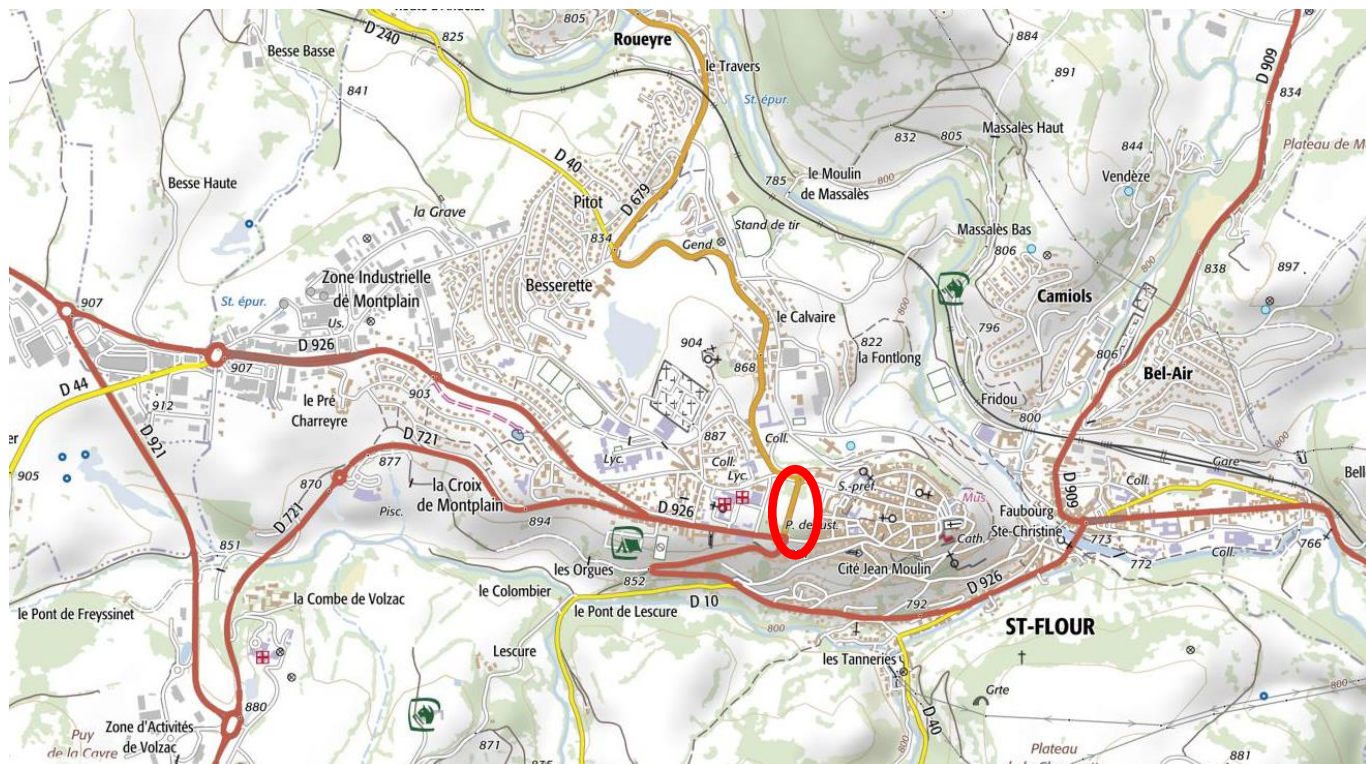 805
D 240
825
Roueyre
884
D 909
Besse Basse
le Travers
891
834
841
St. épur.
Massalès Haut
832
805
844
Plateau de M
785
le Moulin
de Massalès
800
Vendèze
Besse Haute
D 40
D 679
Pitot
la Grave
Stand de tir
Massalès Bas
806
834
Gend.
838
897
Zone Industrielle
de Montplain
Besserette
800
Camiols
907
St. épur.
Us.
le Calvaire
796
800
D 926
904
822
la Fontlong
806
907
868
Bel-Air
D 44
903
912
le Pré
Charreyre
Fridou
800
D 921
D 721
887
Coll.
Gare
800
Lyc.
Coll.
Lyc.
877
905
870
la Croix
de Montplain
S.-préf.
Mus.
D 909
Coll.
Bell
D 721
Pisc.
D 926
894
P. de Just.
Faubourg
Ste-Christine
Cath.
773
766
851
les Orgues
852
Cité Jean Moulin
772
Coll.
le Pont de Freyssinet
la Combe de Volzac
le Colombier
le Pont de Lescure
D 10
792
D 926
800
ST-FLOUR
Lescure
les Tanneries
Grte
800
880
D 40
Puy
de la Cayre
Zone d'Activités
de Volzac
871
800
Plateau
881